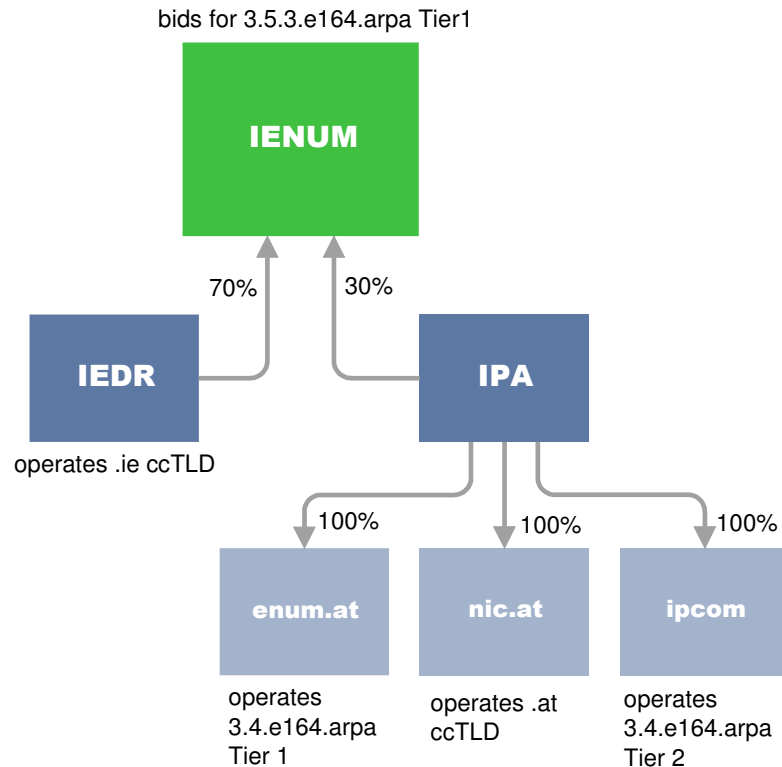 bids for 3.5.3.e164.arpa Tier1
IENUM
70%
30%
IEDR
IPA
operates .ie ccTLD
100%
100%
100%
enum.at
nic.at
ipcom
operates
3.4.e164.arpa
Tier 1
operates .at
ccTLD
operates
3.4.e164.arpa
Tier 2